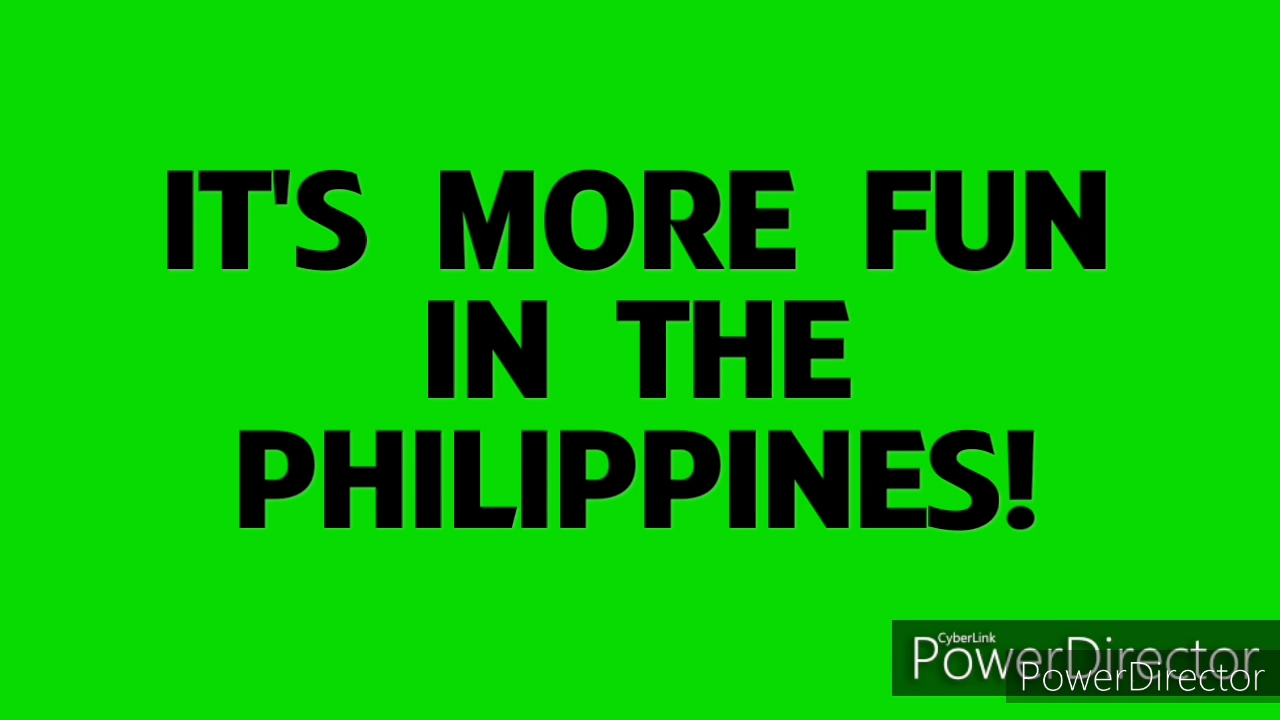 IT'S MORE FUN
IN THE
PHILIPPINES!
CyberLink
PowerDirector
PowerDirector